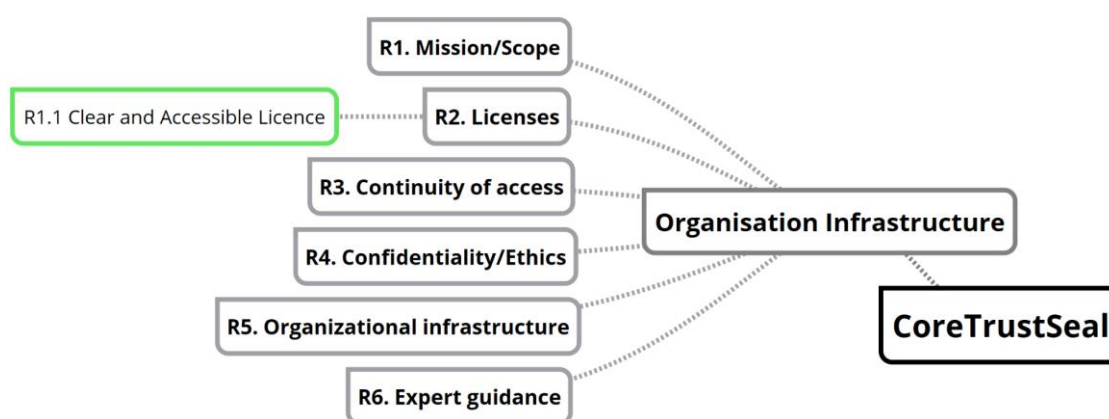 R1. Mission/Scope
R1.1 Clear and Accessible Licence
R2. Licenses
R3. Continuity of access
Organisation Infrastructure
R4. Confidentiality/Ethics
R5. Organizational infrastructure
CoreTrustSeal
R6. Expert guidance